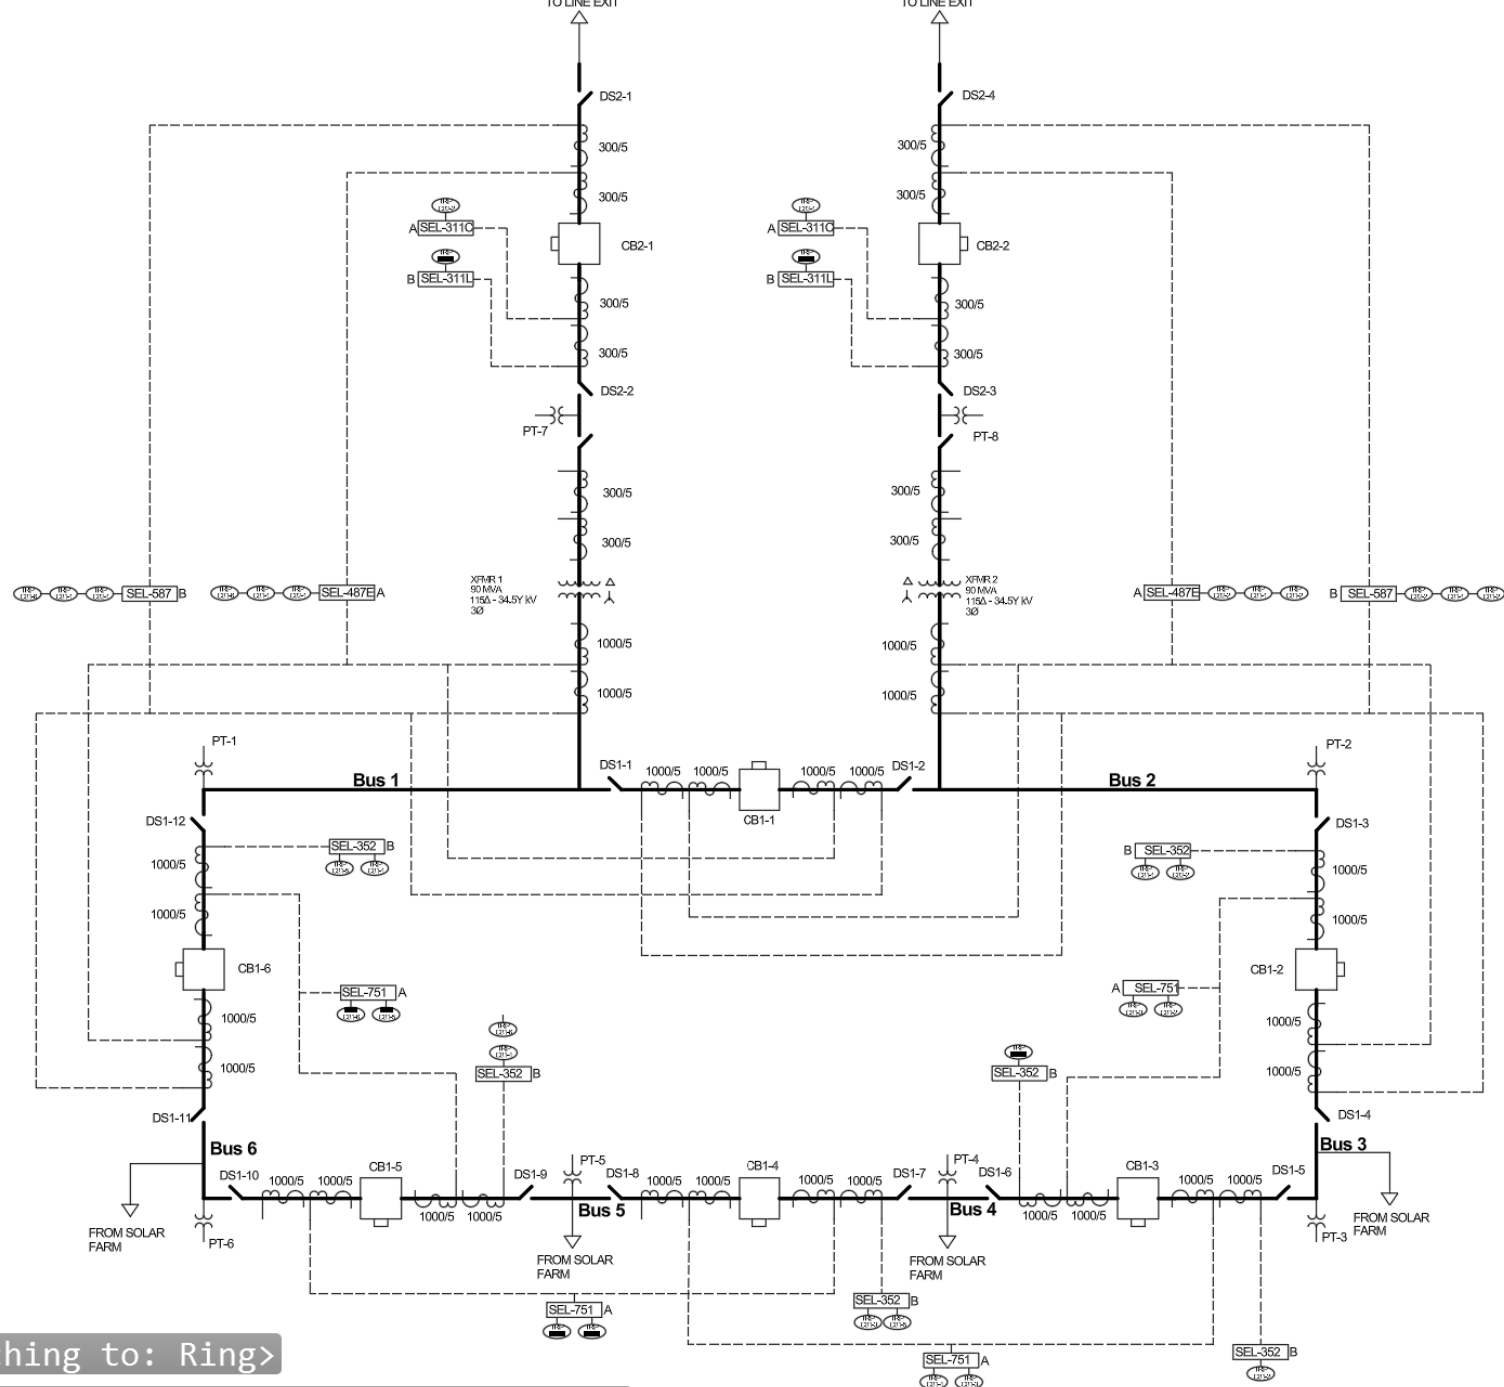 TO LINE EXIT
TO LINE EXIT
DS2-1
DS2-4
300/5
300/5
300/5
300/5
SEL-311C
A
CB2-1
SEL-311C
A
CB2-2
SEL-311L
B
SEL-311L
B
300/5
300/5
300/5
300/5
DS2-2
DS2-3
PT-7
PT-8
300/5
300/5
300/5
300/5
XFMR 1
90 MVA
115Δ - 34.5Y kV
3Ø
XFMR 2
90 MVA
115Δ - 34.5Y kV
3Ø
SEL-587 B
SEL-487E A
A SEL-487E
B SEL-587
1000/5
1000/5
1000/5
1000/5
PT-1
PT-2
Bus 1
DS1-1
1000/5
1000/5
1000/5
1000/5
DS1-2
Bus 2
CB1-1
DS1-12
DS1-3
SEL-352 B
B SEL-352
1000/5
1000/5
1000/5
1000/5
CB1-6
CB1-2
SEL-751 A
A SEL-751
1000/5
1000/5
1000/5
1000/5
SEL-352 B
SEL-352 B
DS1-11
DS1-4
Bus 6
Bus 3
DS1-10
1000/5
1000/5
CB1-5
1000/5
1000/5
DS1-9
PT-5
DS1-8
1000/5
1000/5
CB1-4
1000/5
1000/5
DS1-7
PT-4
DS1-6
1000/5
1000/5
CB1-3
1000/5
1000/5
DS1-5
Bus 5
Bus 4
FROM SOLAR
FARM
PT-6
FROM SOLAR
FARM
FROM SOLAR
FARM
PT-3
FROM SOLAR
FARM
SEL-751 A
SEL-352 B
SEL-751 A
SEL-352 B
hing to: Ring>